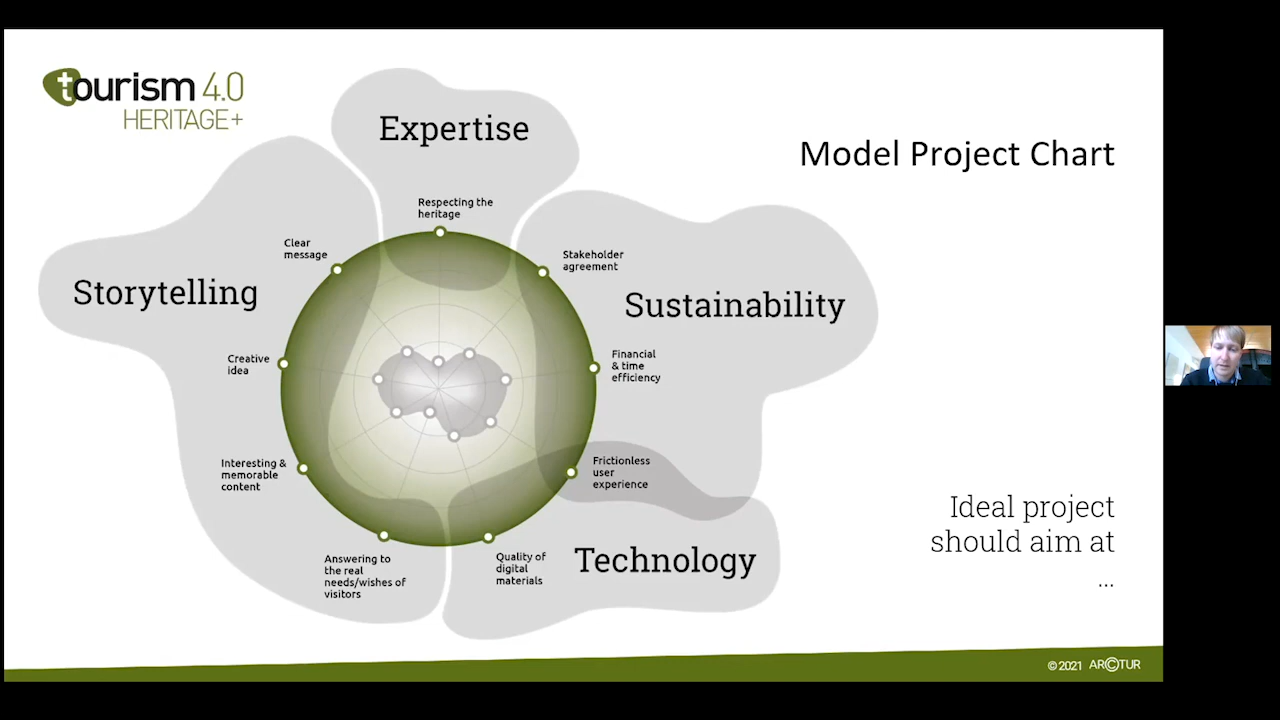 tourism 4.0
HERITAGE+
Expertise
Model Project Chart
Respecting the
heritage
Clear
message
Stakeholder
agreement
Storytelling
Sustainability
Creative
idea
Financial
& time
efficiency
Interesting &
memorable
content
Frictionless
user
experience
Answering to
the real
needs/wishes of
visitors
Quality of
digital
materials
Technology
Ideal project
should aim at
...
©2021 ARCTUR